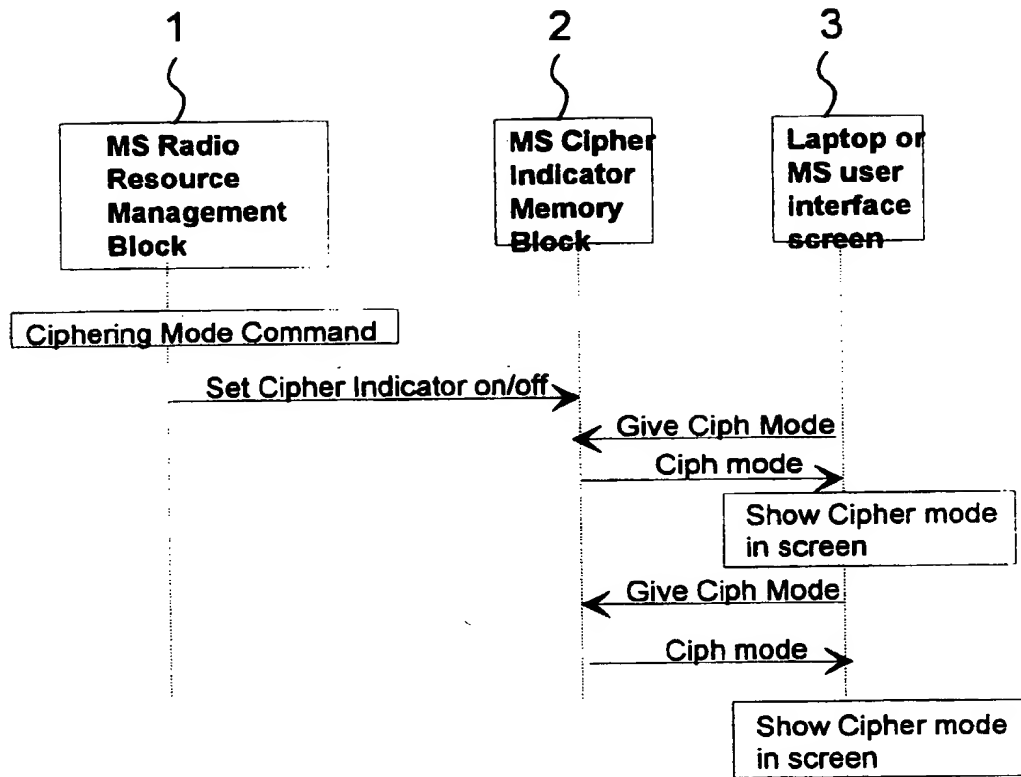 1
2
3
MS Radio
Resource
Management
Block
MS Cipher
Indicator
Memory
Block
Laptop or
MS user
interface
screen
Ciphering Mode Command
Set Cipher Indicator on/off
Give Ciph Mode
Ciph mode
Show Cipher mode
in screen
Give Ciph Mode
Ciph mode
Show Cipher mode
in screen